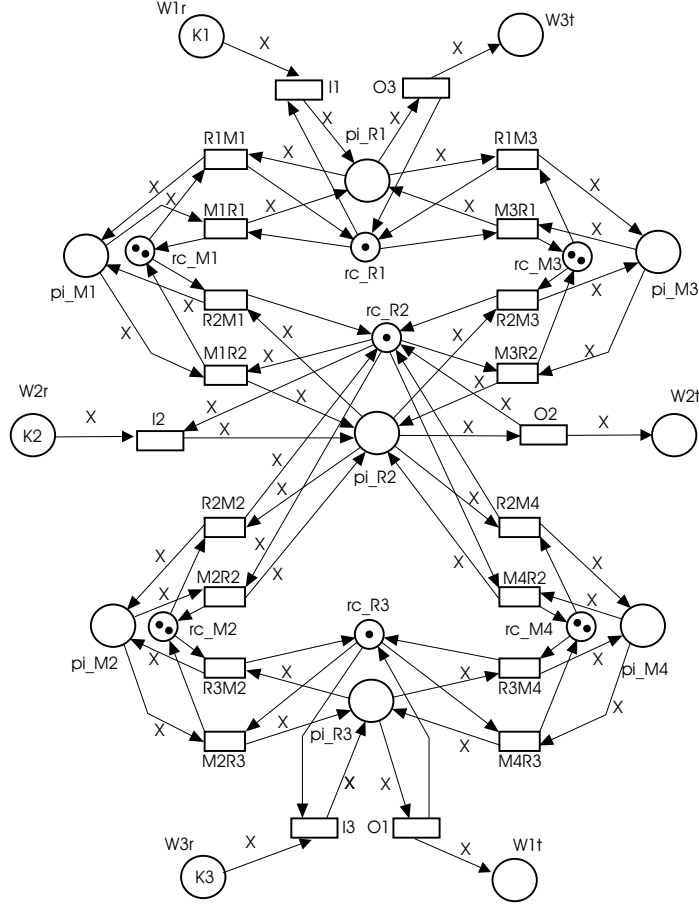 W1r
K1
X
I1
X
O3
X
X
W3t
pi_R1
R1M1
X
X
R1M3
X
X
X
M1R1
X
X
M3R1
X
pi_M1
rc_M1
rc_R1
rc_M3
pi_M3
R2M1
X
X
rc_R2
R2M3
X
X
X
M1R2
X
M3R2
X
X
X
W2r
K2
X
I2
X
X
pi_R2
X
O2
X
W2t
X
X
X
R2M2
X
R2M4
X
X
X
X
X
M2R2
X
M4R2
X
pi_M2
rc_M2
rc_R3
rc_M4
pi_M4
R3M2
X
X
X
R3M4
X
X
M2R3
X
pi_R3
X
M4R3
X
X
X
I3
O1
W3r
K3
X
X
W1t